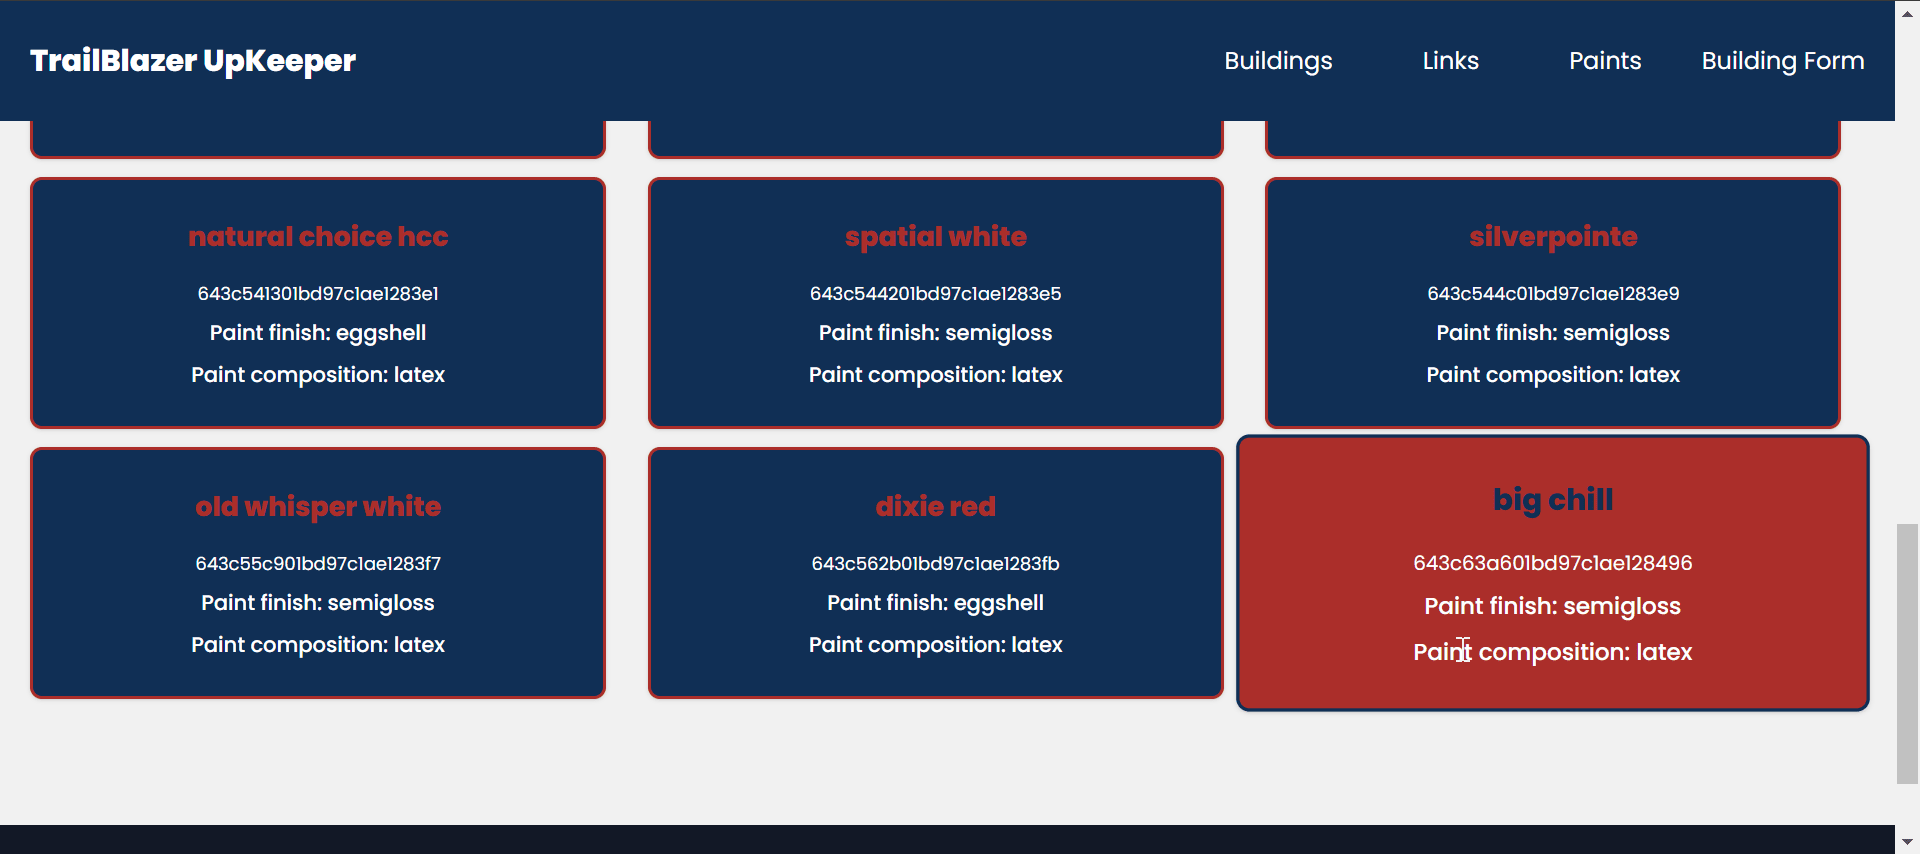 TrailBlazer UpKeeper
Buildings
Links
Paints
Building Form
natural choice hcc
643c541301bd97c1ae1283e1
Paint finish: eggshell
Paint composition: latex
spatial white
643c544201bd97c1ae1283e5
Paint finish: semigloss
Paint composition: latex
silverpointe
643c544c01bd97c1ae1283e9
Paint finish: semigloss
Paint composition: latex
old whisper white
643c55c901bd97c1ae1283f7
Paint finish: semigloss
Paint composition: latex
dixie red
643c562b01bd97c1ae1283fb
Paint finish: eggshell
Paint composition: latex
big chill
643c63a601bd97c1ae128496
Paint finish: semigloss
Paint composition: latex